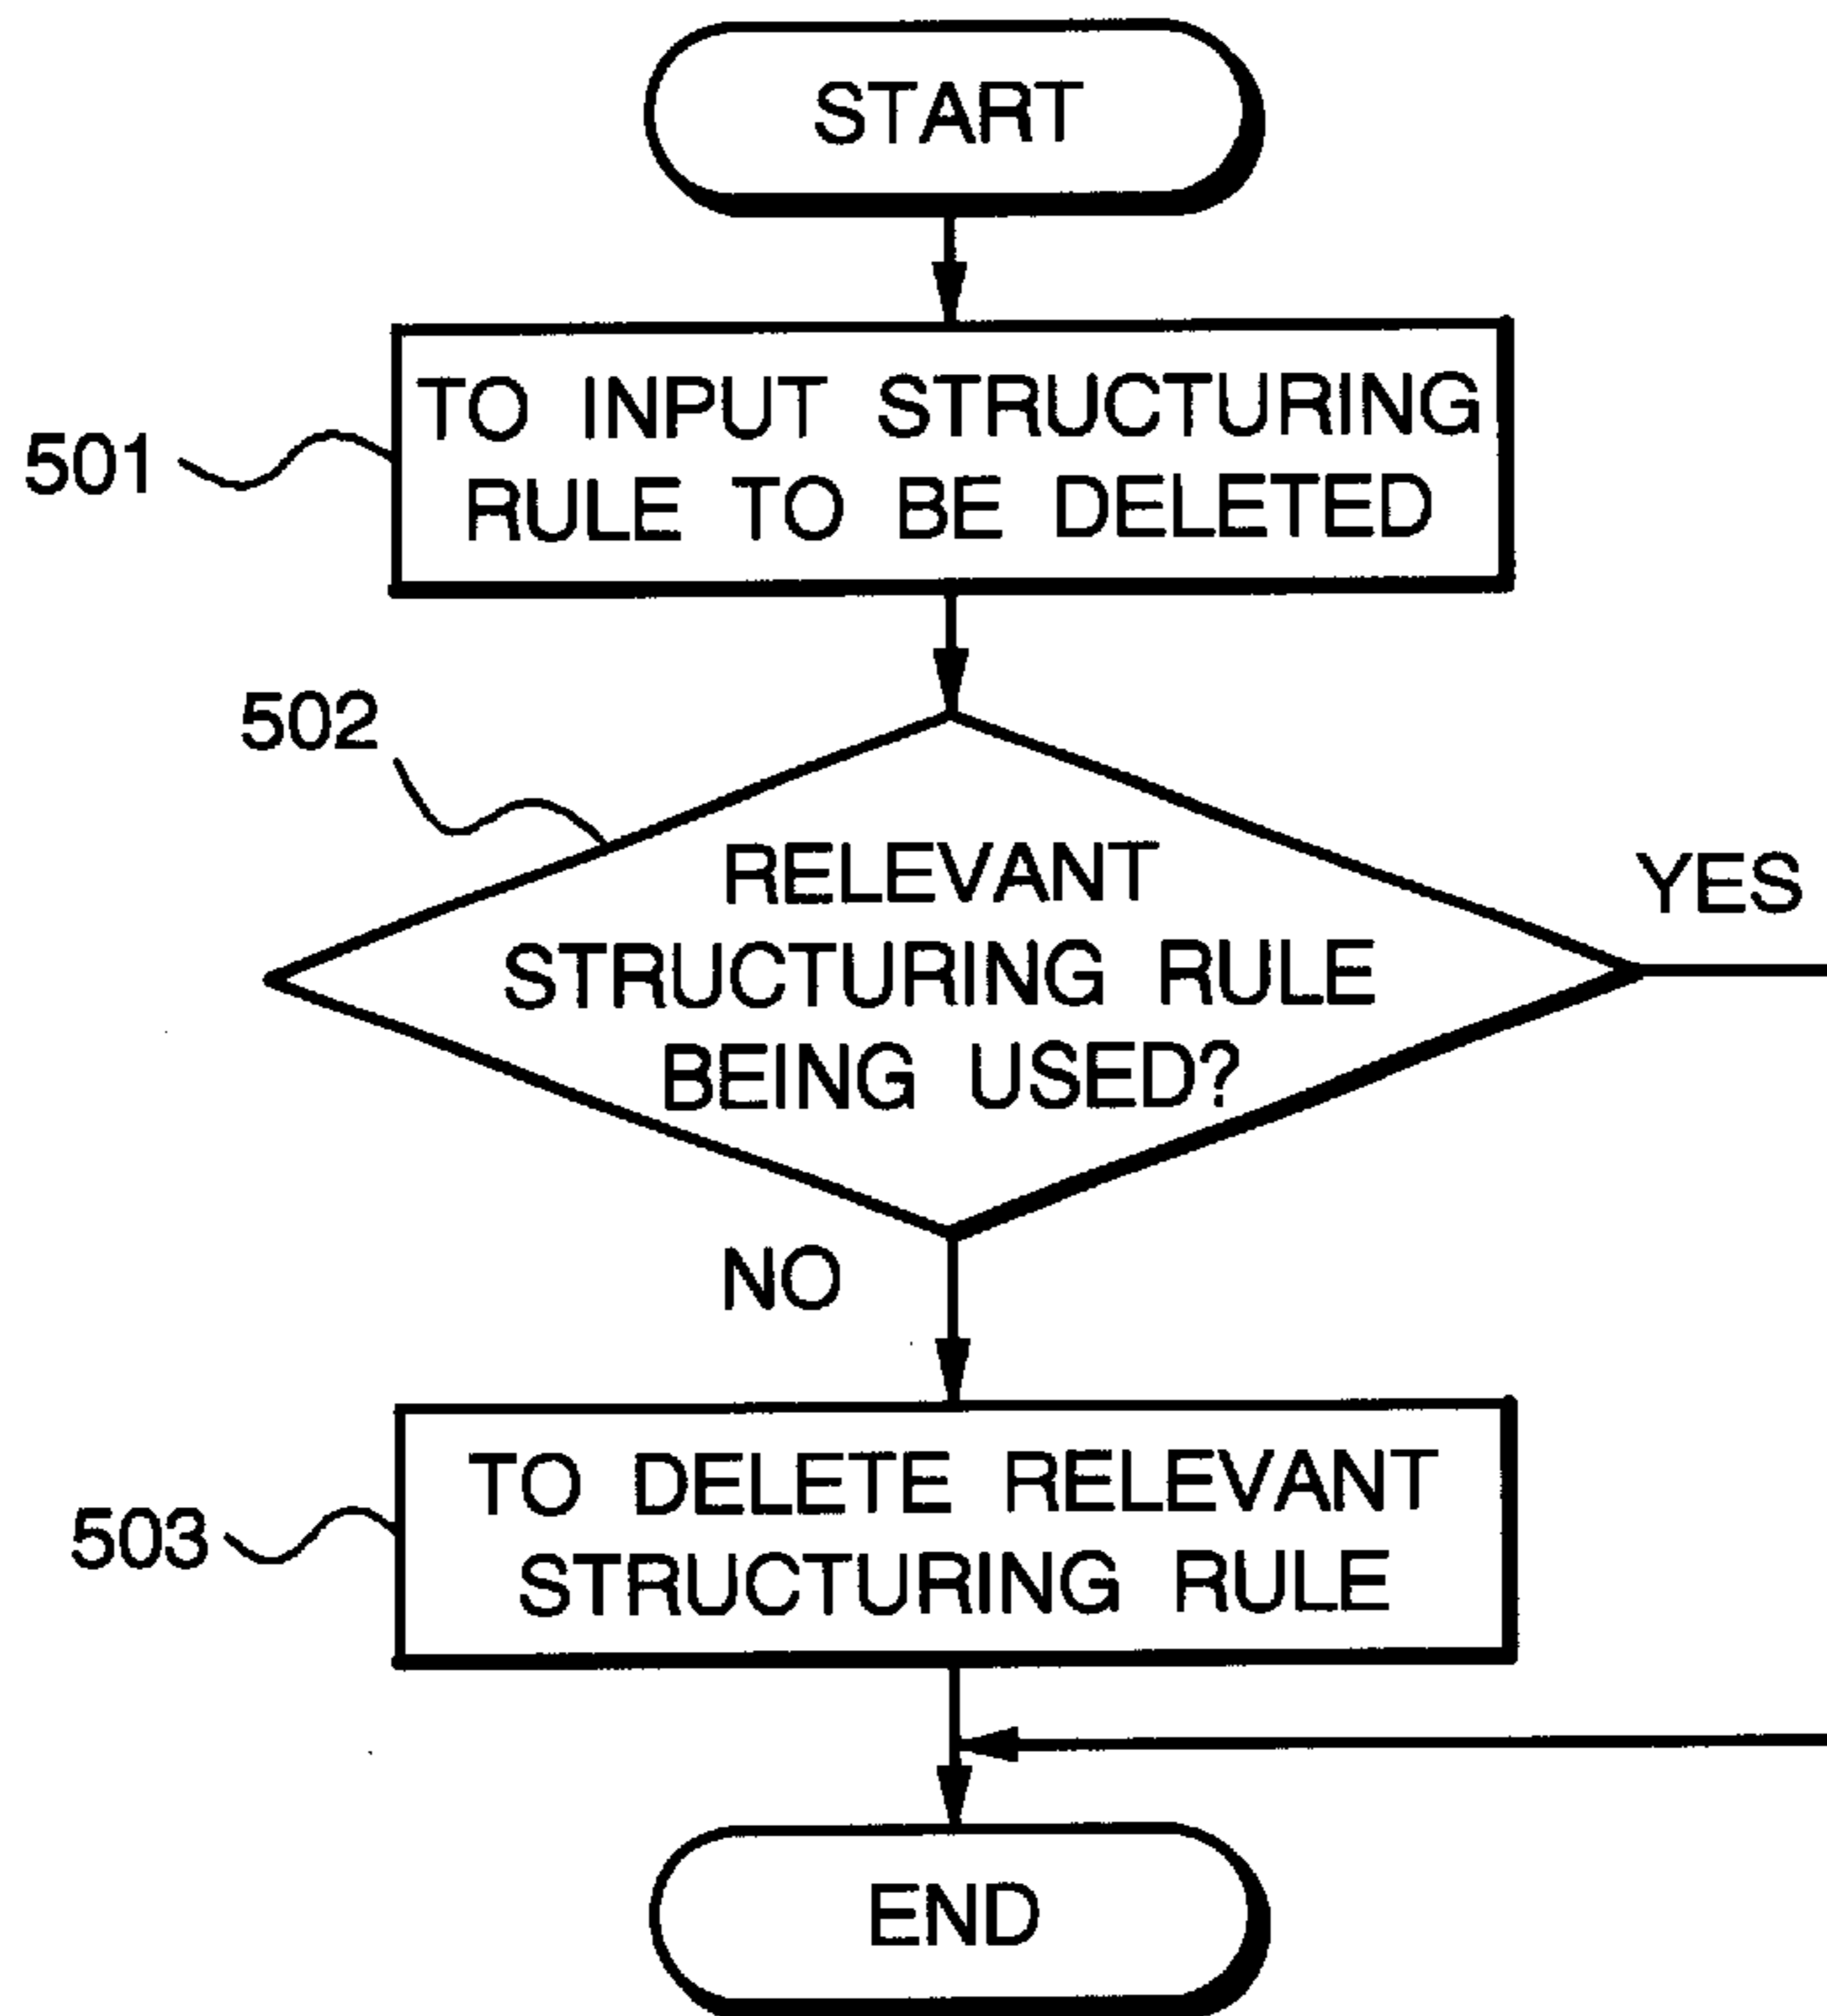 START
501
TO INPUT STRUCTURING
RULE TO BE DELETED
502
RELEVANT
STRUCTURING RULE
BEING USED?
YES
NO
503
TO DELETE RELEVANT
STRUCTURING RULE
END